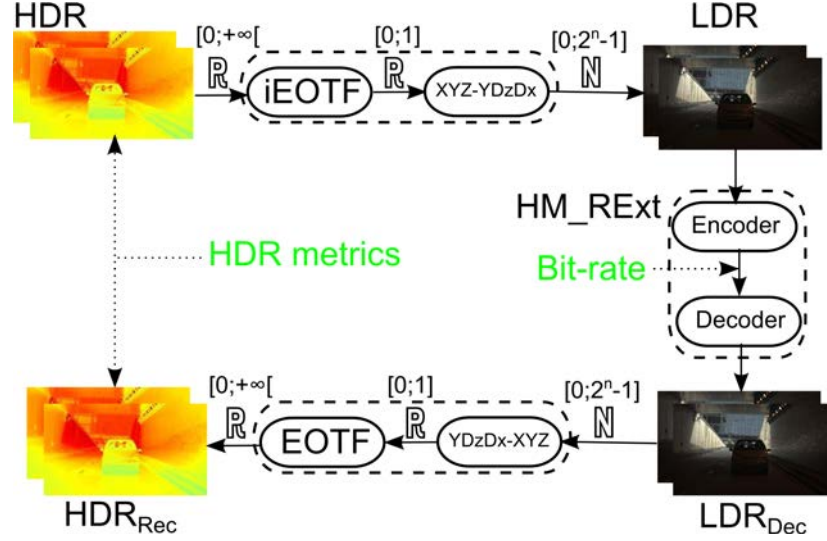 HDR
LDR
[0;+∞[
[0;1]
[0;2ⁿ-1]
ℝ
ℝ
ℕ
iEOTF
XYZ-YDzDx
HM_RExt
Encoder
HDR metrics
Bit-rate
Decoder
[0;+∞[
[0;1]
[0;2ⁿ-1]
ℝ
ℝ
ℕ
EOTF
YDzDx-XYZ
HDR_Rec
LDR_Dec